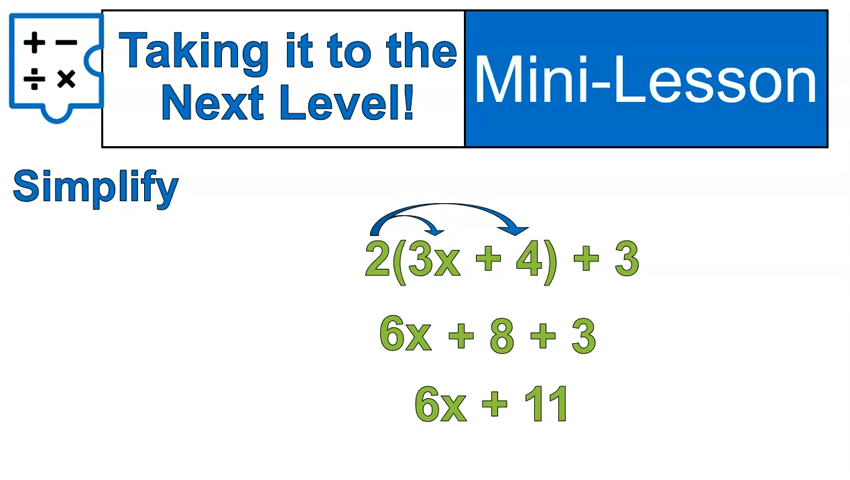 + −
÷ ×
Taking it to the
Next Level!
Mini-Lesson
Simplify
2(3x + 4) + 3
6x + 8 + 3
6x + 11